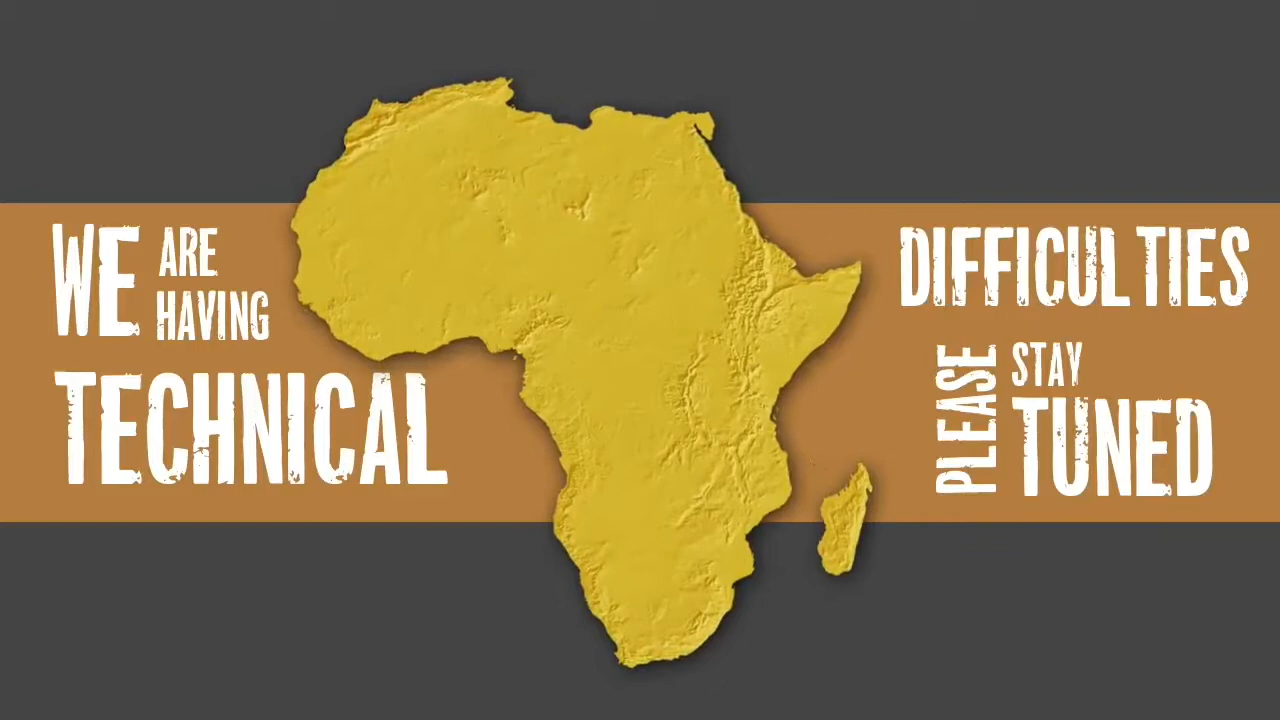 WE ARE
HAVING
TECHNICAL
DIFFICULTIES
PLEASE STAY
TUNED